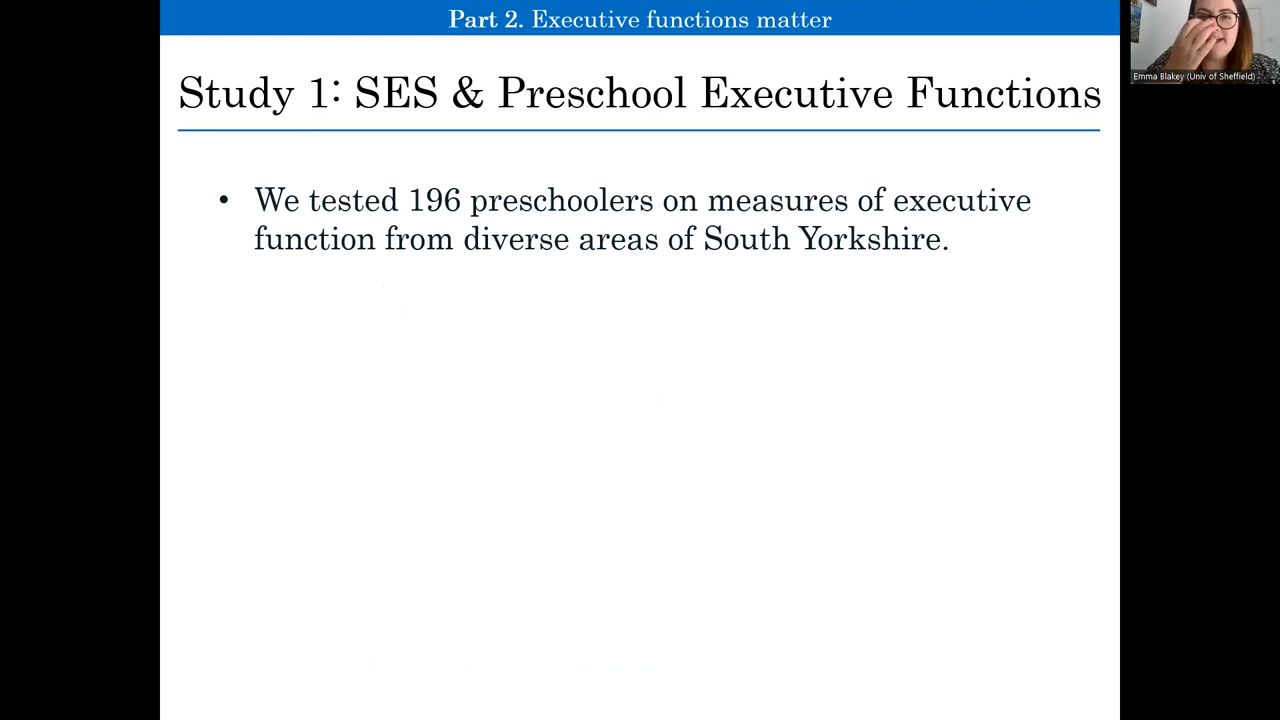 Part 2. Executive functions matter
Emma Blakey (Univ of Sheffield)
Study 1: SES & Preschool Executive Functions
• We tested 196 preschoolers on measures of executive
function from diverse areas of South Yorkshire.